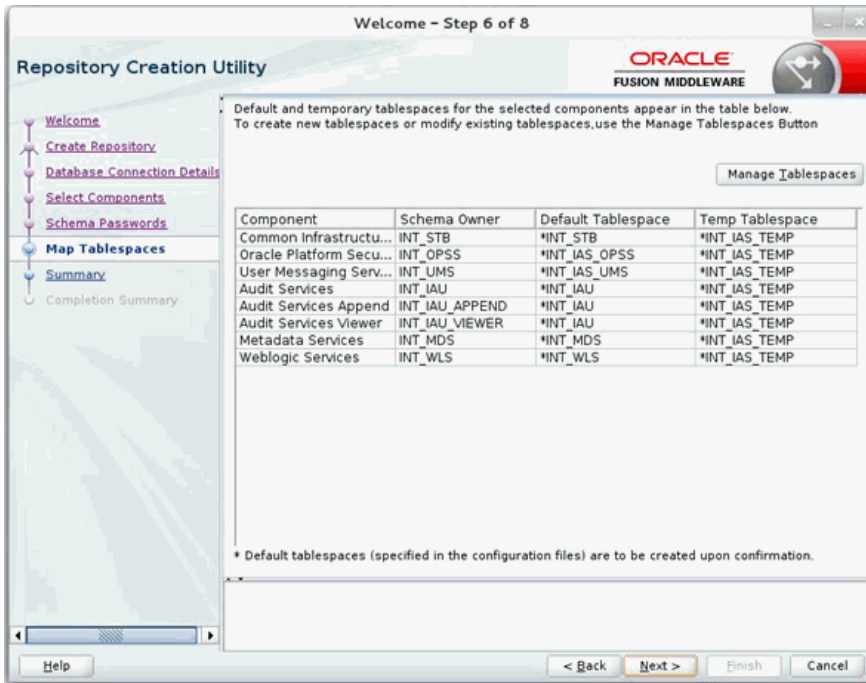 Welcome - Step 6 of 8
Repository Creation Utility
ORACLE
FUSION MIDDLEWARE
Welcome
Create Repository
Database Connection Details
Select Components
Schema Passwords
Map Tablespaces
Summary
Completion Summary
Default and temporary tablespaces for the selected components appear in the table below.
To create new tablespaces or modify existing tablespaces,use the Manage Tablespaces Button
Manage Tablespaces
Component Schema Owner Default Tablespace Temp Tablespace
Common Infrastructu... INT_STB *INT_STB *INT_IAS_TEMP
Oracle Platform Secu... INT_OPSS *INT_IAS_OPSS *INT_IAS_TEMP
User Messaging Serv... INT_UMS *INT_IAS_UMS *INT_IAS_TEMP
Audit Services INT_IAU *INT_IAU *INT_IAS_TEMP
Audit Services Append INT_IAU_APPEND *INT_IAU *INT_IAS_TEMP
Audit Services Viewer INT_IAU_VIEWER *INT_IAU *INT_IAS_TEMP
Metadata Services INT_MDS *INT_MDS *INT_IAS_TEMP
Weblogic Services INT_WLS *INT_WLS *INT_IAS_TEMP
* Default tablespaces (specified in the configuration files) are to be created upon confirmation.
Help < Back Next > Finish Cancel